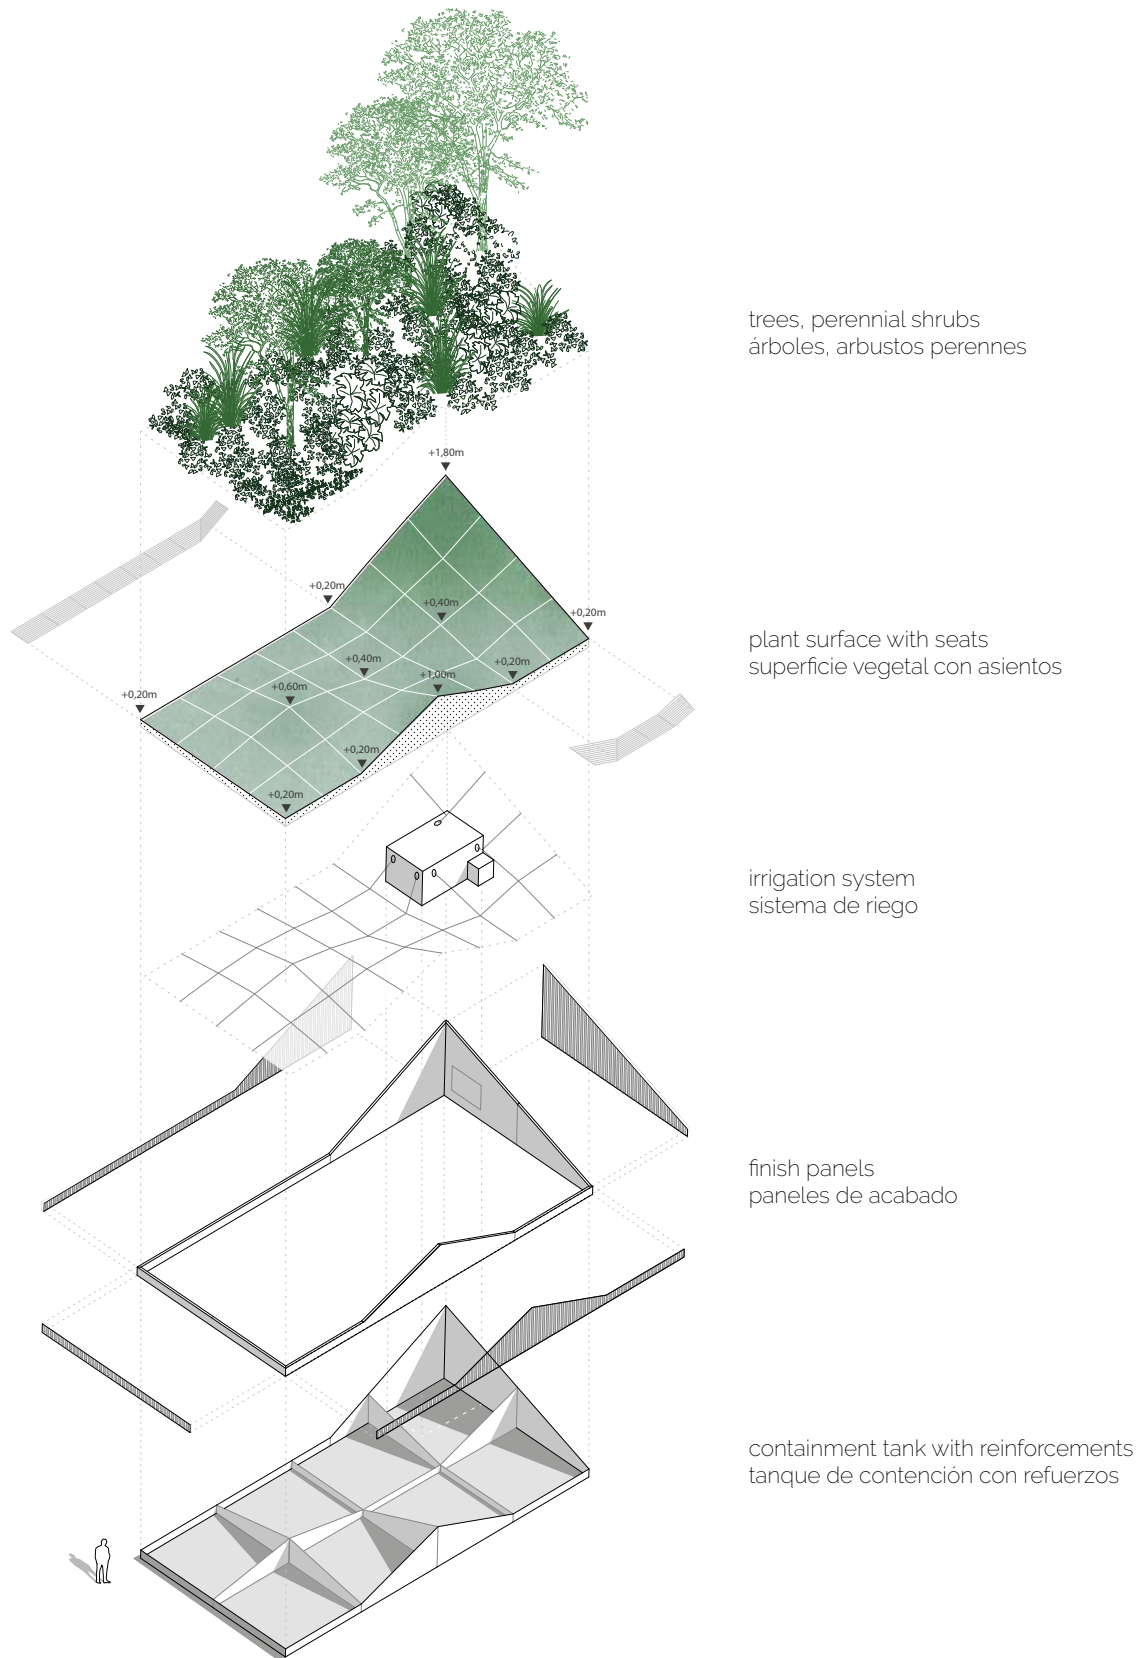 trees, perennial shrubs
árboles, arbustos perennes
+1,80m
+0,20m
+0,40m
+0,20m
plant surface with seats
superficie vegetal con asientos
+0,40m
+0,20m
+1,00m
+0,60m
+0,20m
+0,20m
+0,20m
irrigation system
sistema de riego
finish panels
paneles de acabado
containment tank with reinforcements
tanque de contención con refuerzos